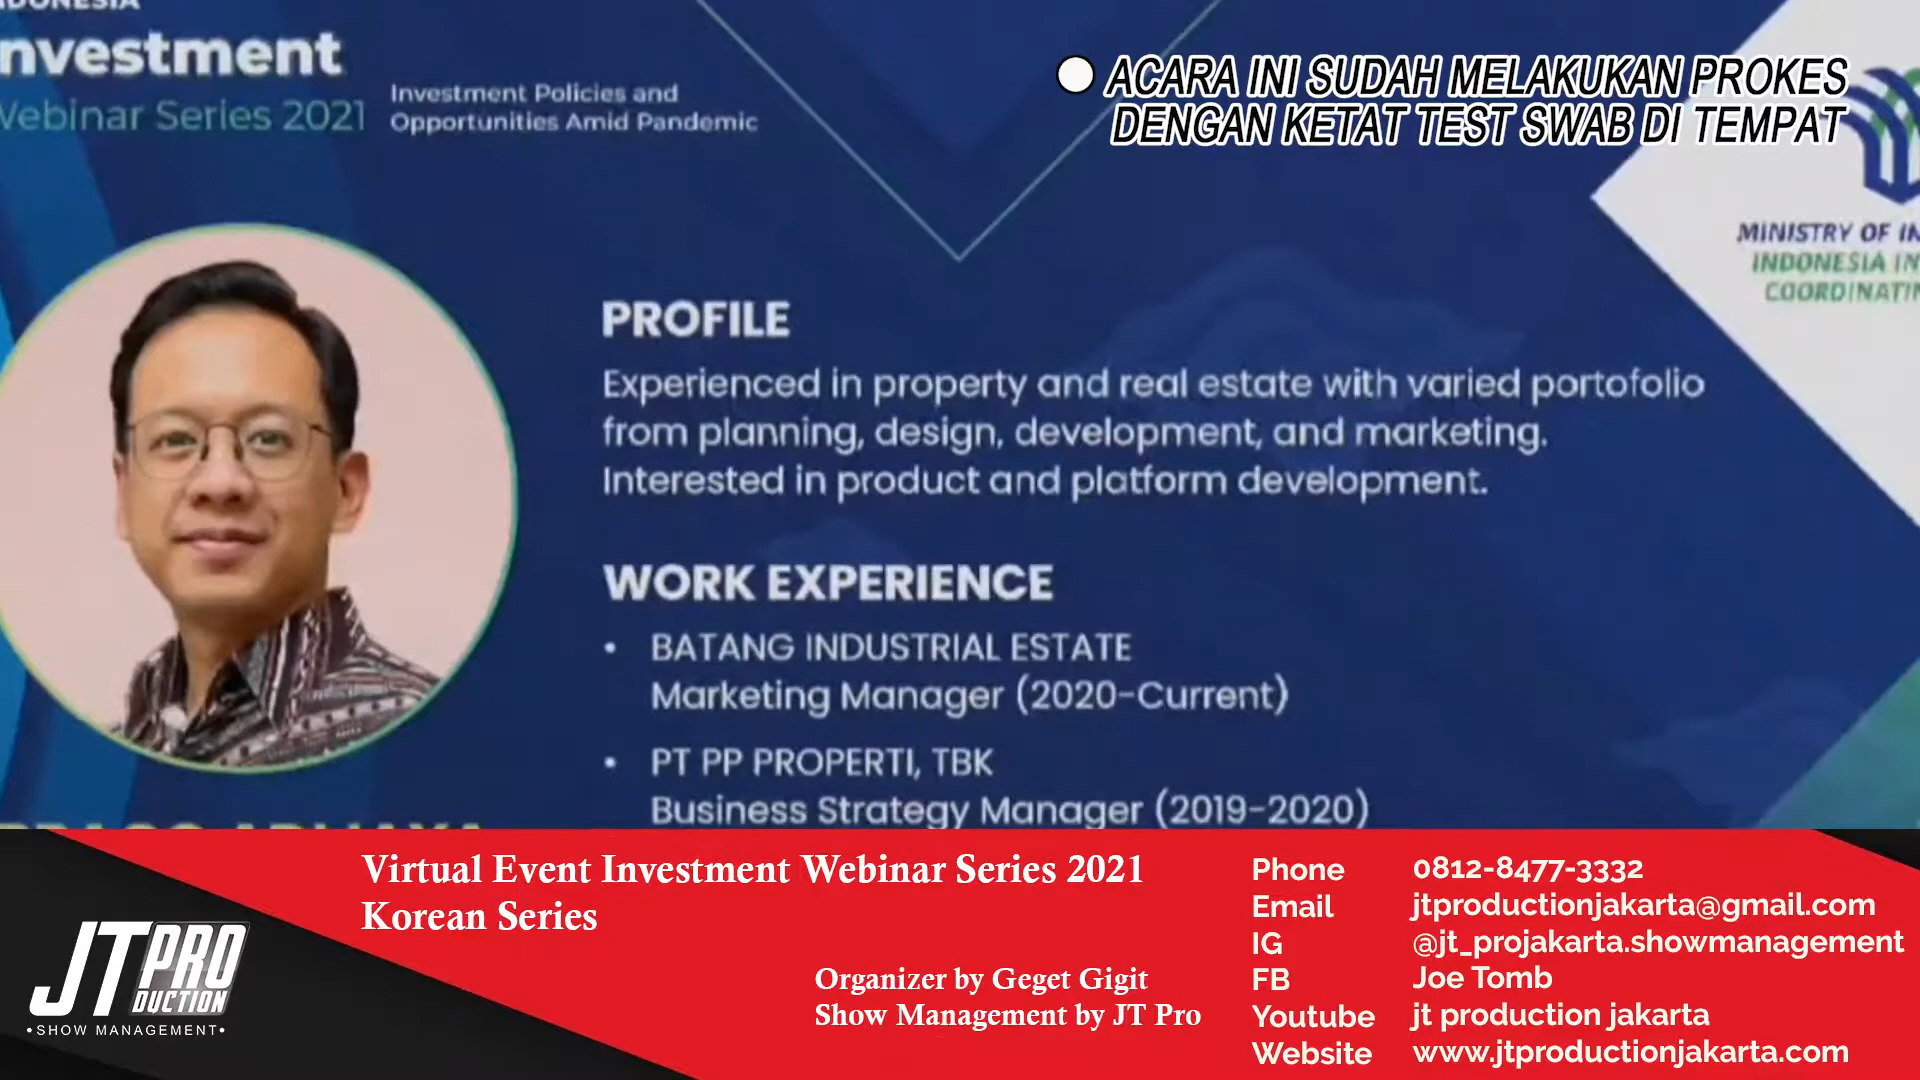 nvestment
Webinar Series 2021
Investment Policies and
Opportunities Amid Pandemic
ACARA INI SUDAH MELAKUKAN PROKES
DENGAN KETAT TEST SWAB DI TEMPAT
MINISTRY OF
INDONESIA
PROFILE
Experienced in property and real estate with varied portofolio
from planning, design, development, and marketing.
Interested in product and platform development.
WORK EXPERIENCE
• BATANG INDUSTRIAL ESTATE
Marketing Manager (2020-Current)
• PT PP PROPERTI, TBK
Business Strategy Manager (2019-2020)
Virtual Event Investment Webinar Series 2021
Korean Series
Organizer by Geget Gigit
Show Management by JT Pro
JT PRO
DUCTION
•SHOW MANAGEMENT•
Phone 0812-8477-3332
Email jtproductionjakarta@gmail.com
IG @jt_projakarta.showmanagement
FB Joe Tomb
Youtube jt production jakarta
Website www.jtproductionjakarta.com